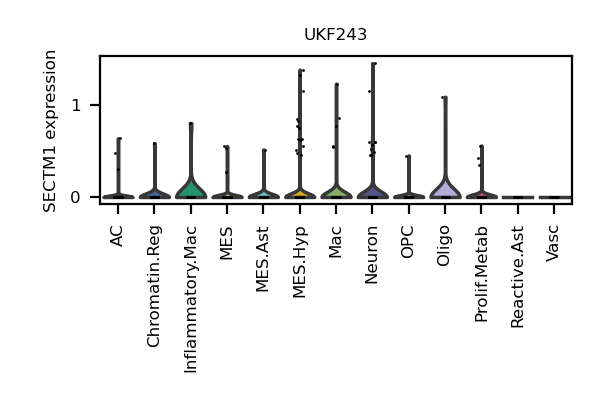 UKF243
SECTM1 expression
1
0
AC
Chromatin.Reg
Inflammatory.Mac
MES
MES.Ast
MES.Hyp
Mac
Neuron
OPC
Oligo
Prolif.Metab
Reactive.Ast
Vasc